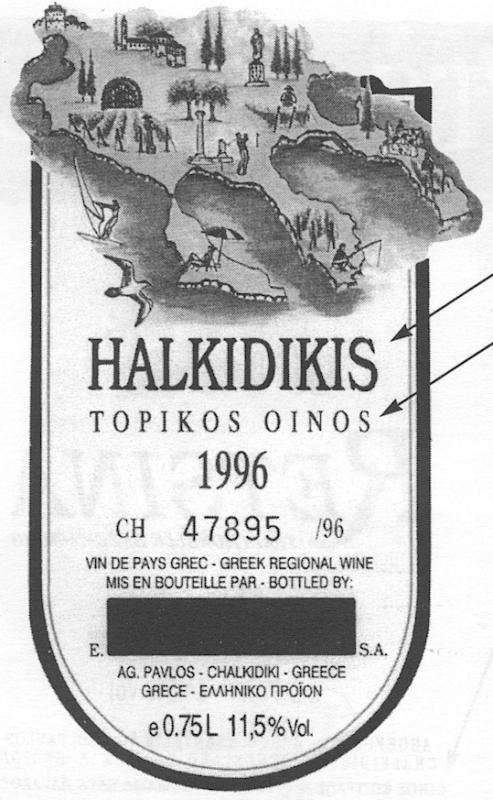 HALKIDIKIS
TOPIKOS OINOS
1996
CH 47895 /96
VIN DE PAYS GREC - GREEK REGIONAL WINE
MIS EN BOUTEILLE PAR - BOTTLED BY:
E. S.A.
AG. PAVLOS - CHALKIDIKI - GREECE
GRECE - ΕΛΛΗΝΙΚΟ ΠΡΟΪΟΝ
e 0.75 L 11,5% Vol.